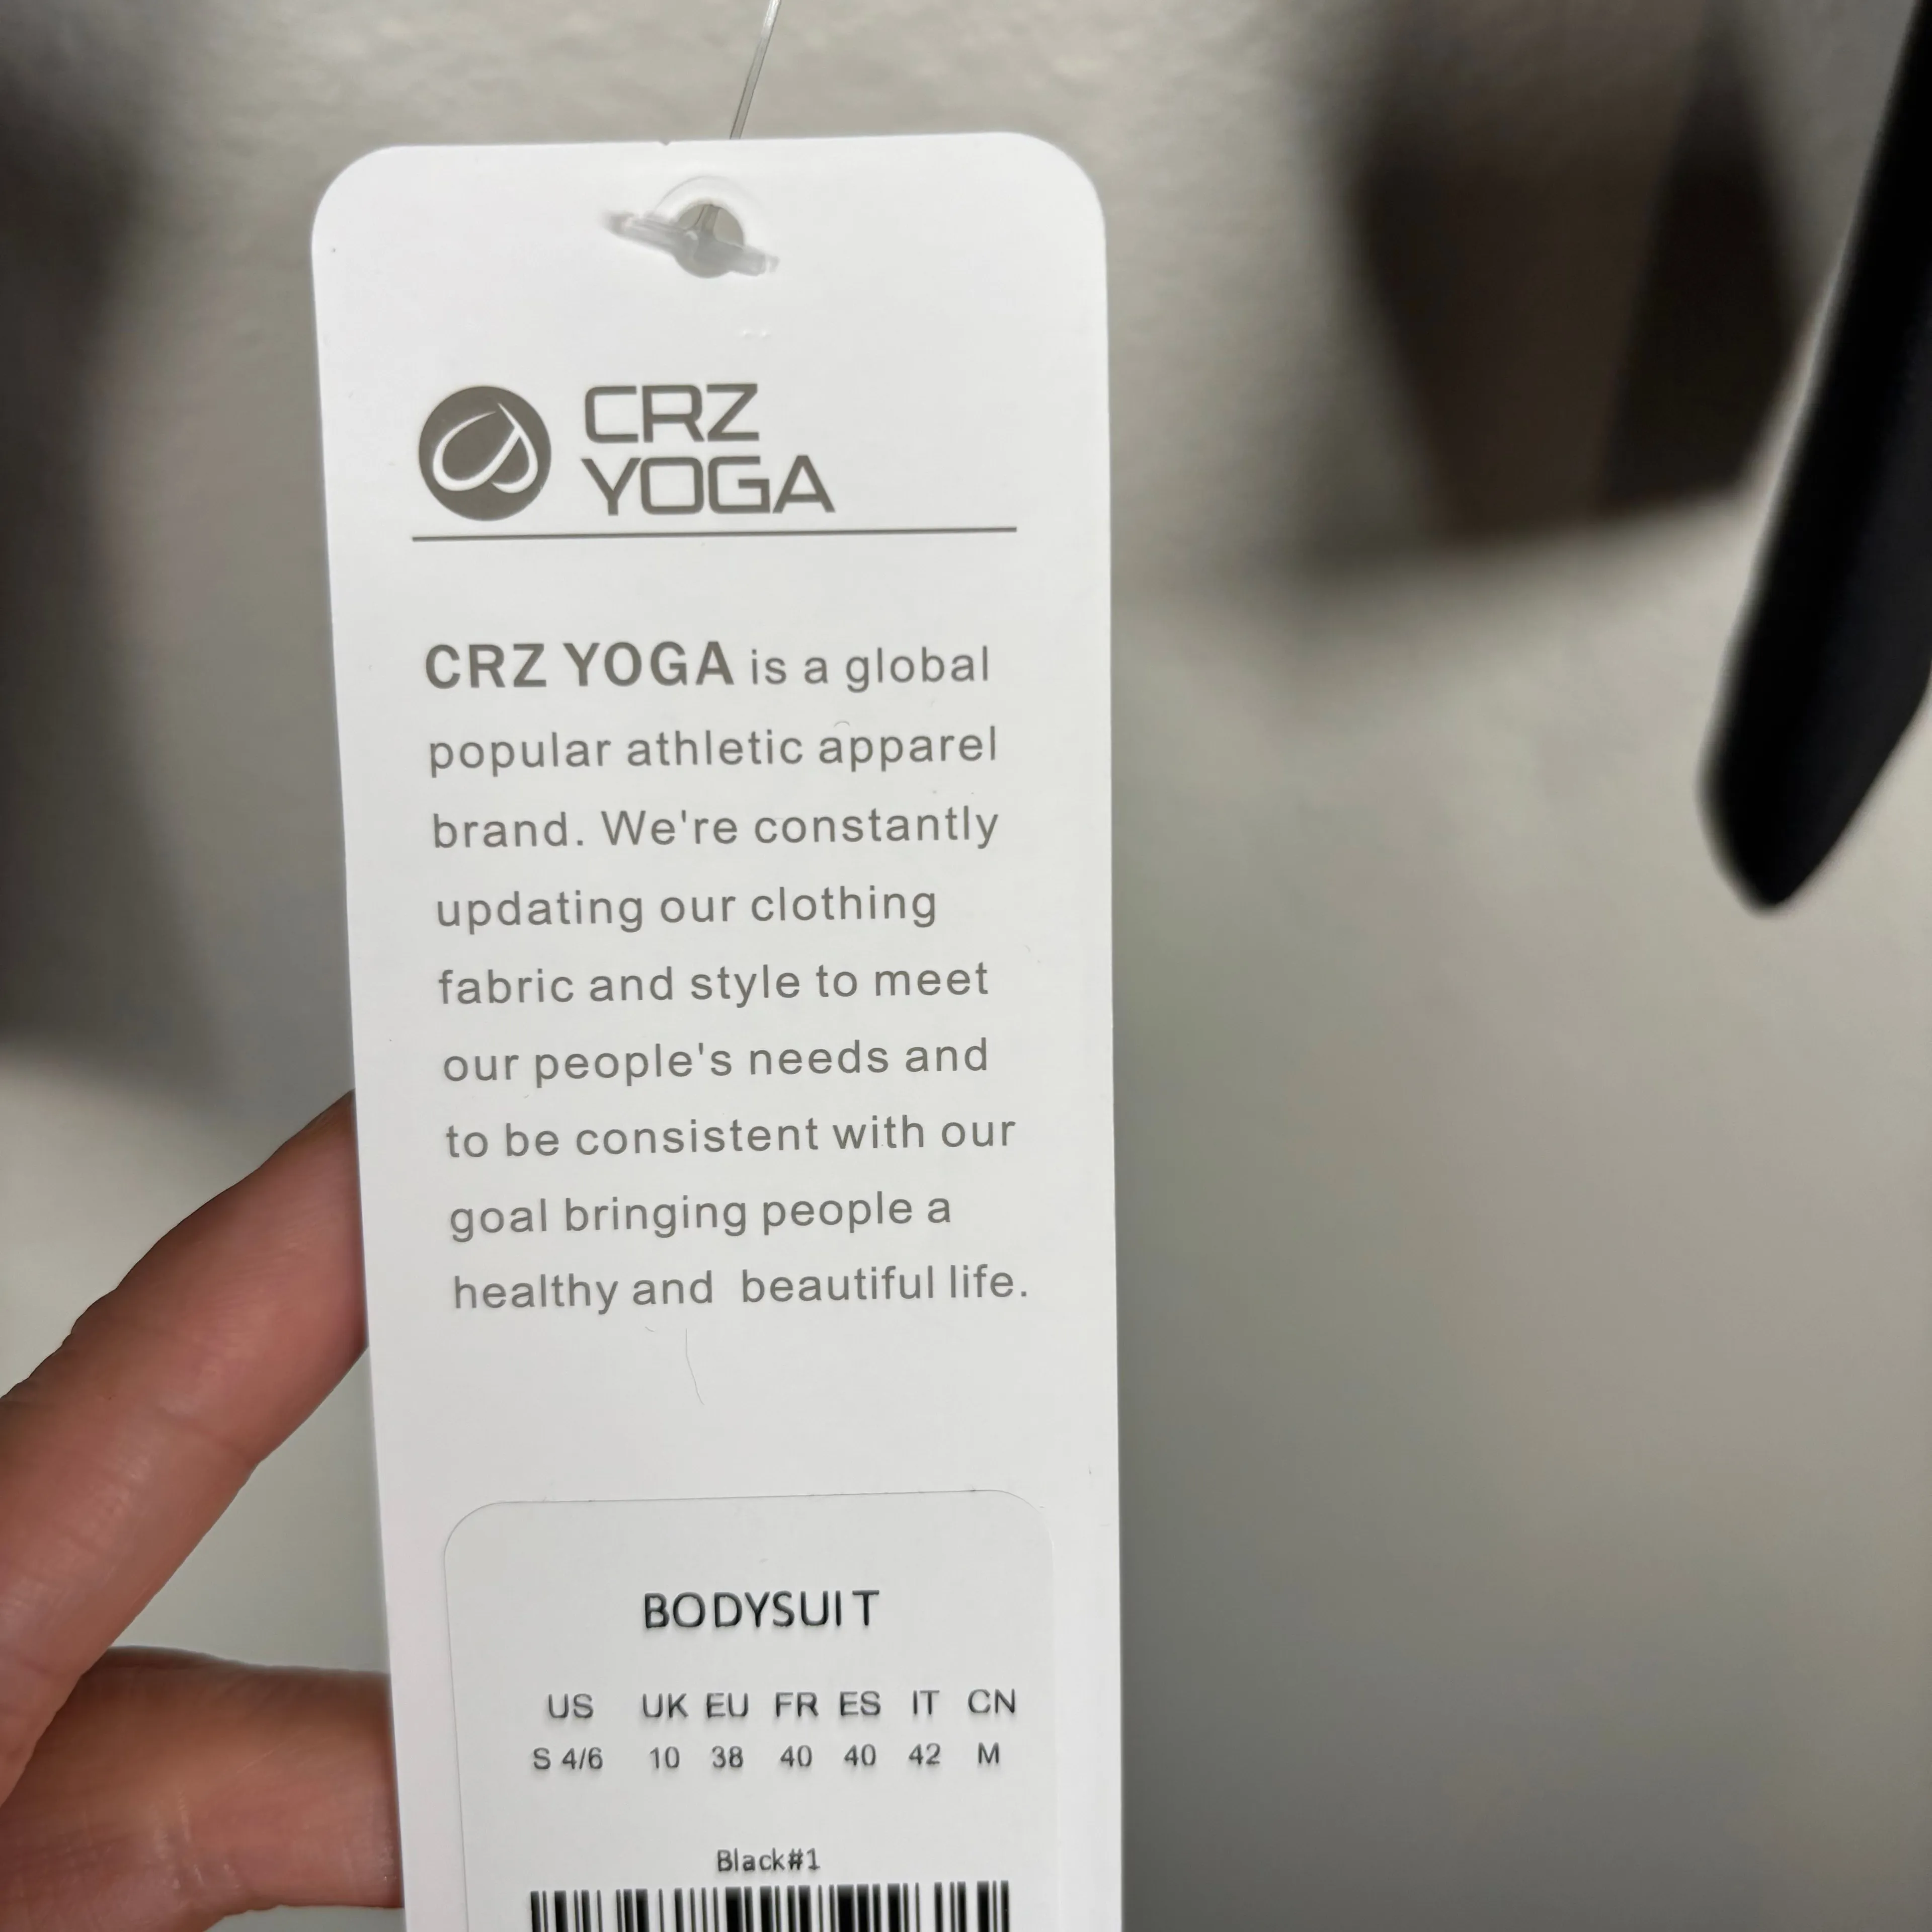 CRZ
YOGA
CRZ YOGA is a global
popular athletic apparel
brand. We're constantly
updating our clothing
fabric and style to meet
our people's needs and
to be consistent with our
goal bringing people a
healthy and beautiful life.
BODYSUIT
US UK EU FR ES IT CN
S 4/6 10 38 40 40 42 M
Black#1